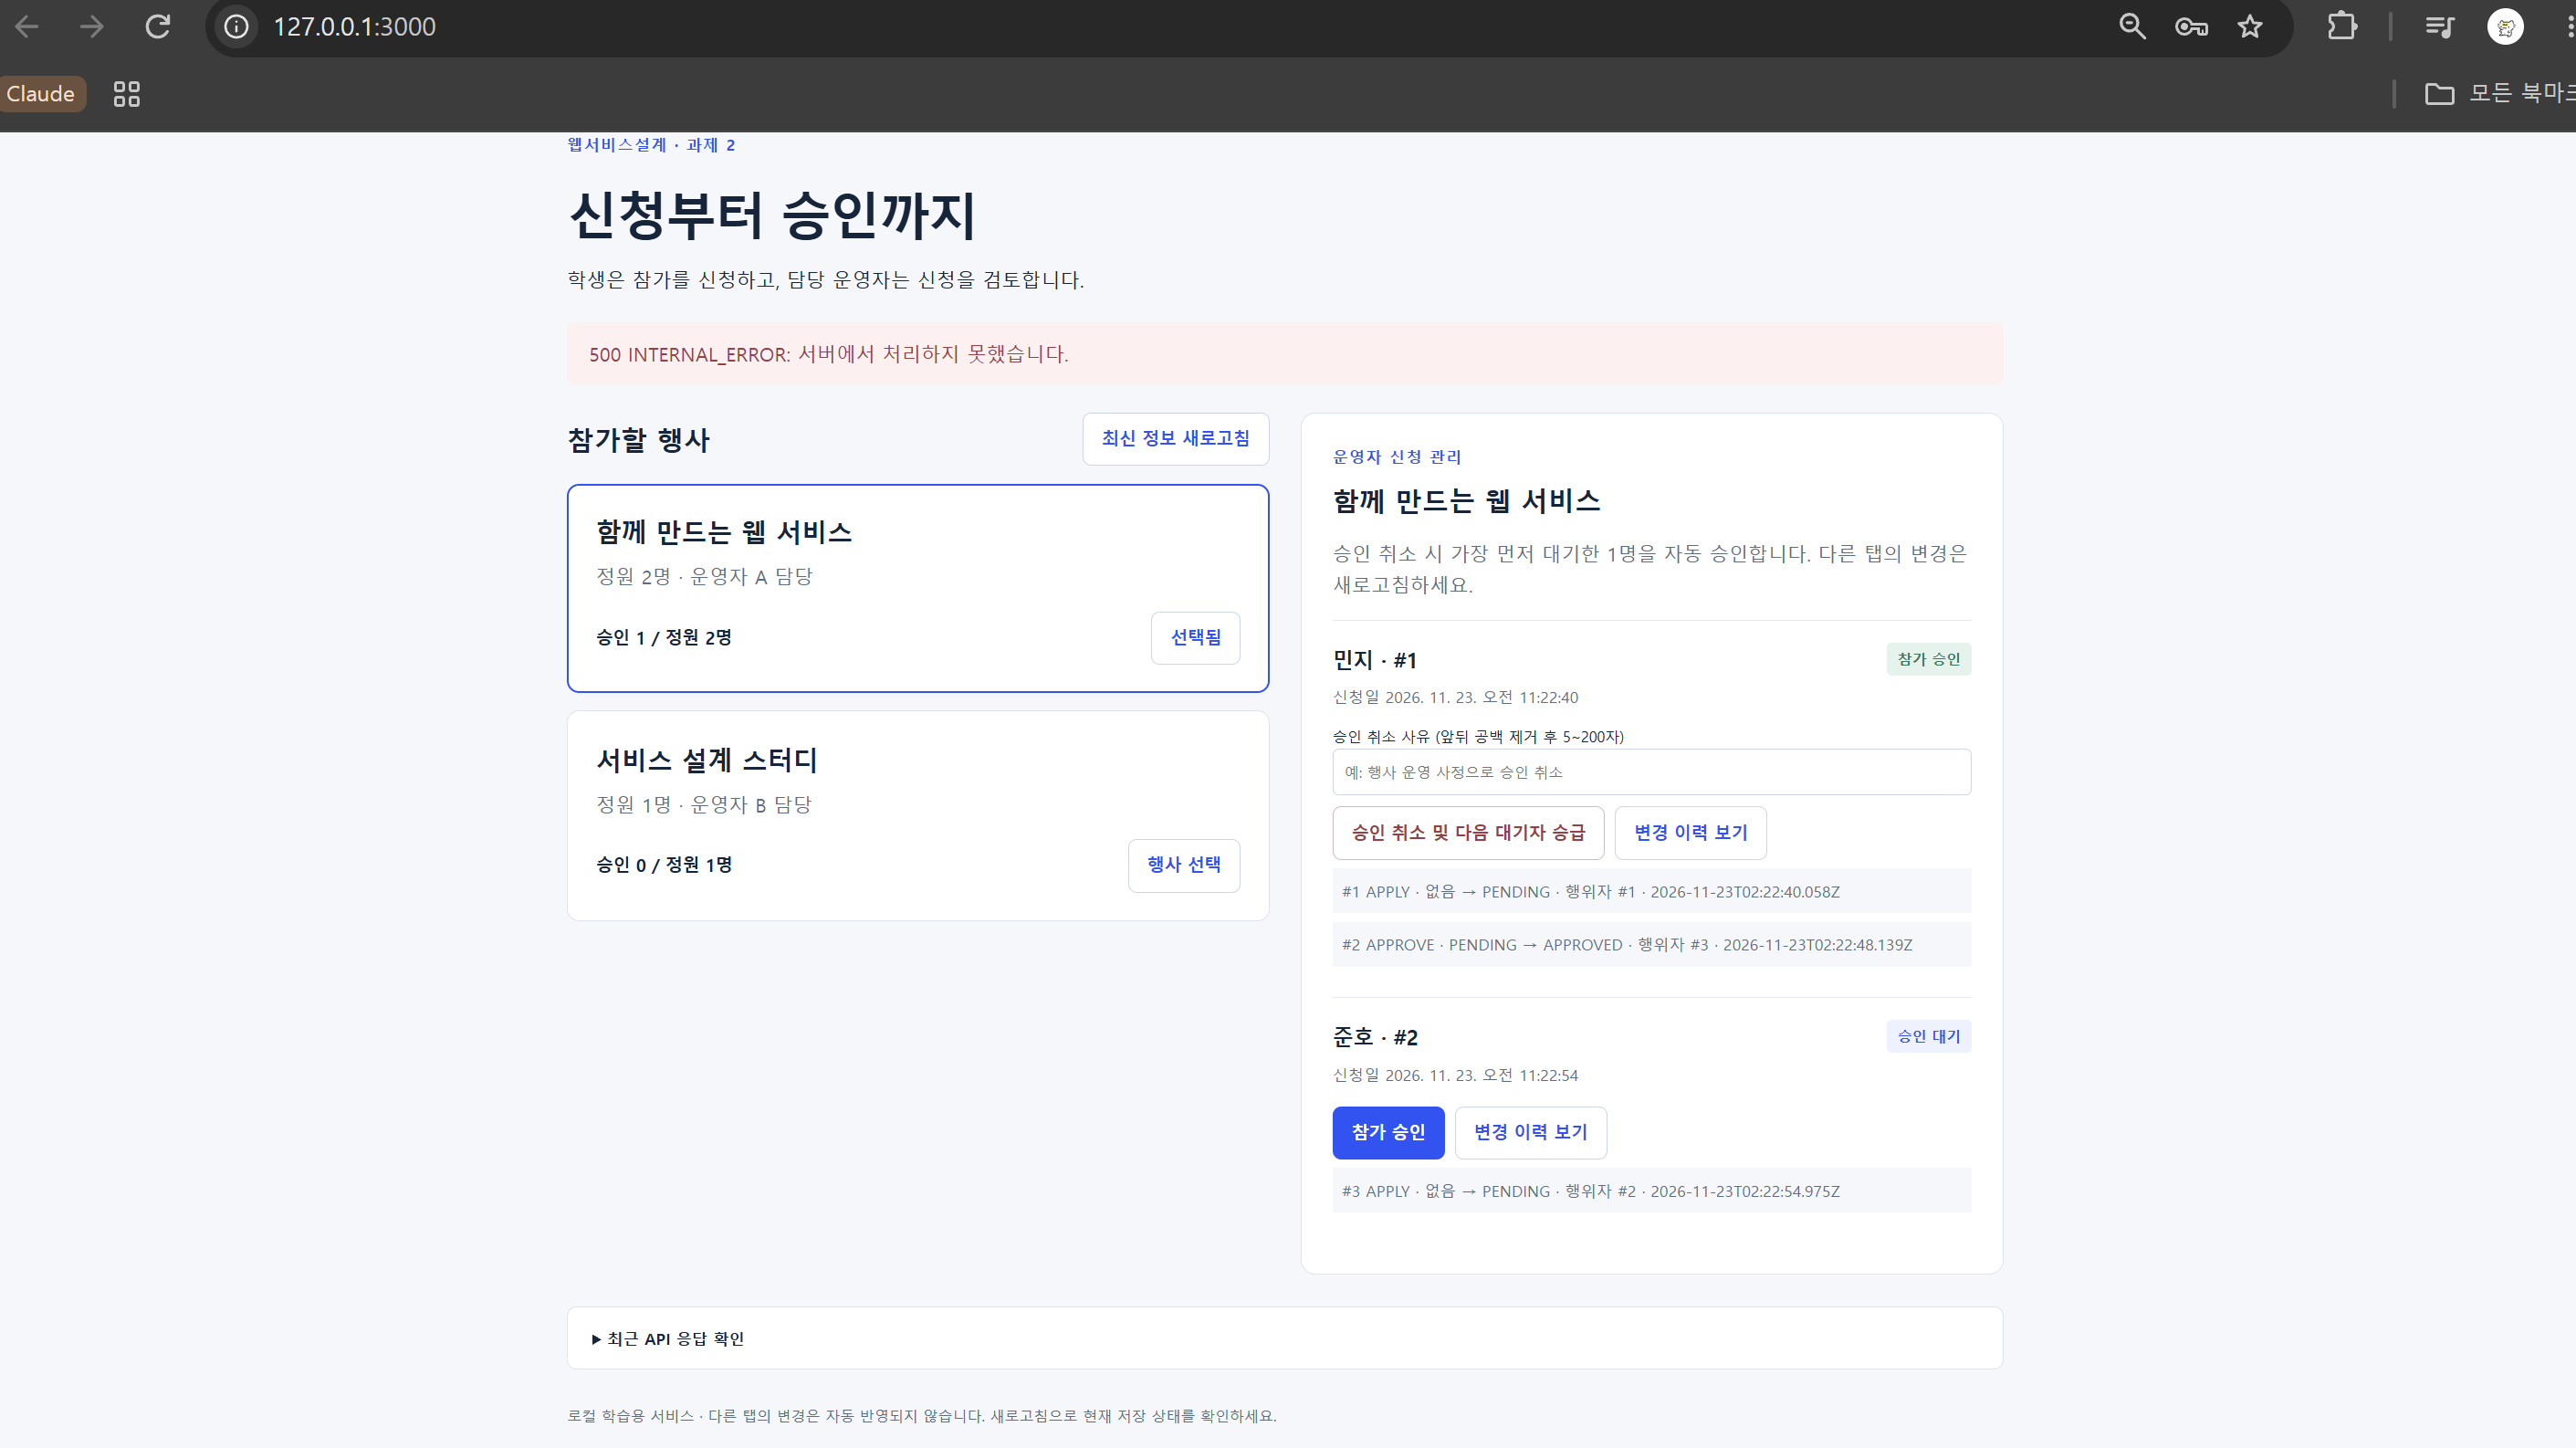 127.0.0.1:3000
Claude
모든 북마크
웹서비스설계 · 과제 2
신청부터 승인까지
학생은 참가를 신청하고, 담당 운영자는 신청을 검토합니다.
500 INTERNAL_ERROR: 서버에서 처리하지 못했습니다.
참가할 행사
최신 정보 새로고침
함께 만드는 웹 서비스
정원 2명 · 운영자 A 담당
승인 1 / 정원 2명
선택됨
서비스 설계 스터디
정원 1명 · 운영자 B 담당
승인 0 / 정원 1명
행사 선택
운영자 신청 관리
함께 만드는 웹 서비스
승인 취소 시 가장 먼저 대기한 1명을 자동 승인합니다. 다른 탭의 변경은
새로고침하세요.
민지 · #1
참가 승인
신청일 2026. 11. 23. 오전 11:22:40
승인 취소 사유 (앞뒤 공백 제거 후 5~200자)
예: 행사 운영 사정으로 승인 취소
승인 취소 및 다음 대기자 승급
변경 이력 보기
#1 APPLY · 없음 → PENDING · 행위자 #1 · 2026-11-23T02:22:40.058Z
#2 APPROVE · PENDING → APPROVED · 행위자 #3 · 2026-11-23T02:22:48.139Z
준호 · #2
승인 대기
신청일 2026. 11. 23. 오전 11:22:54
참가 승인
변경 이력 보기
#3 APPLY · 없음 → PENDING · 행위자 #2 · 2026-11-23T02:22:54.975Z
▶ 최근 API 응답 확인
로컬 학습용 서비스 · 다른 탭의 변경은 자동 반영되지 않습니다. 새로고침으로 현재 저장 상태를 확인하세요.